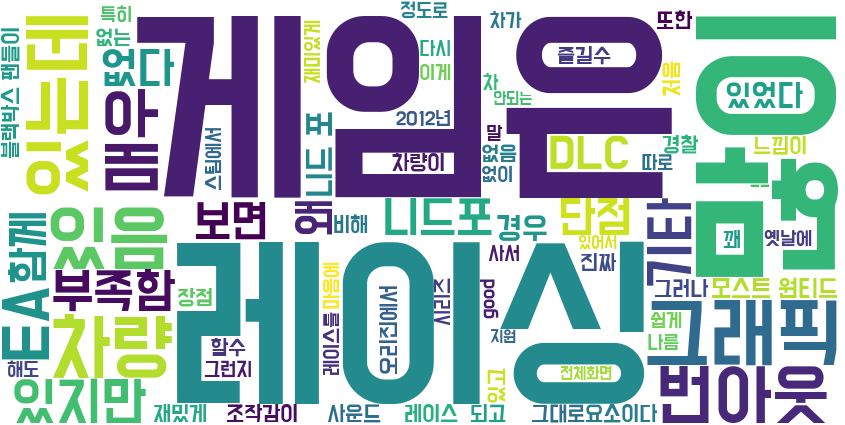 특히
정도로
차가
또한
이
없는
있는데
게임은
재미있게
다시
즐길수
처음
블랙박스 팬들이
없다
이게
차
있었다
안되는
아
2012년
매
말
니드 포
스팀에서
차량이
없음
DLC
경찰
느낌이
없이
따로
함
왜
보면
비해
니드포
경우
단점
기타
꽤
옛날에
EA
함께
있음
레이싱
사서
있어서
진짜
부족함
장점
마음에
레이스를
오리진에서
시리진
good
그러나
모스트 원티드
차량
할수
그런지
지원
쉽게
나름
그래픽
해도
있고
전체화면
있지만
재밌게
조작감이
사운드
레이스
되고
그대로요소이다
번아웃